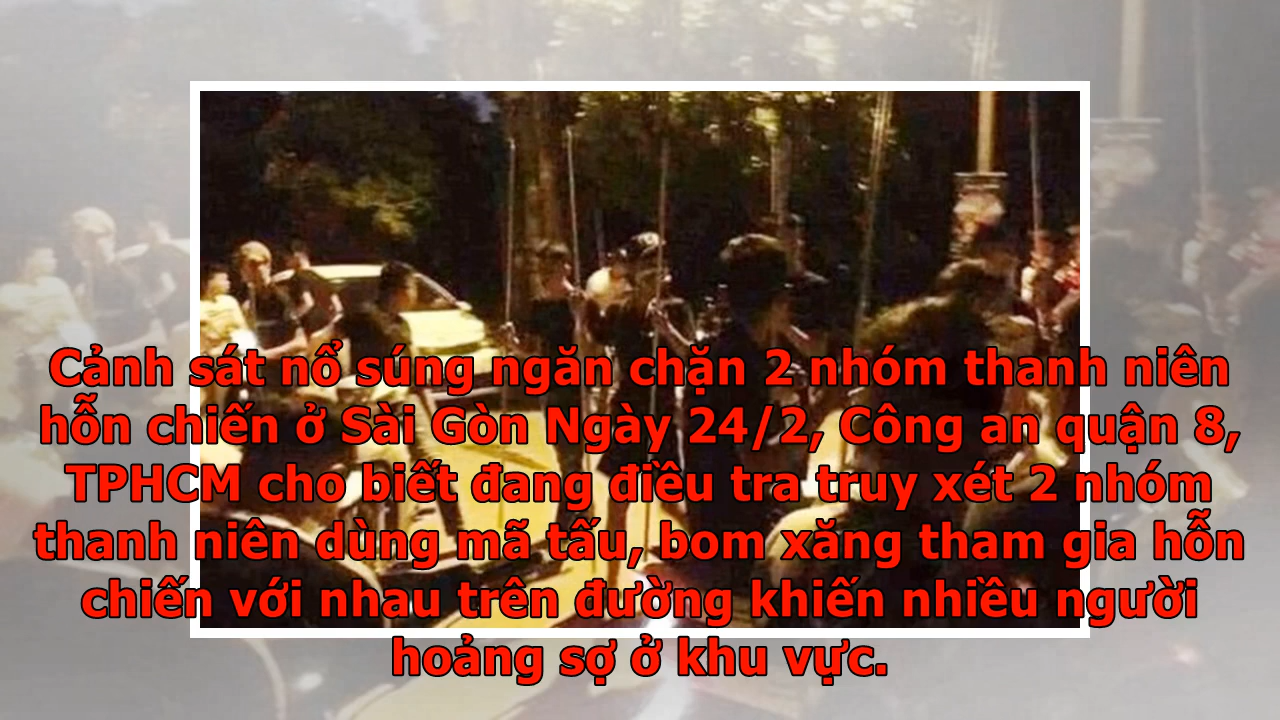 Cảnh sát nổ súng ngăn chặn 2 nhóm thanh niên
hỗn chiến ở Sài Gòn Ngày 24/2, Công an quận 8,
TPHCM cho biết đang điều tra truy xét 2 nhóm
thanh niên dùng mã tấu, bom xăng tham gia hỗn
chiến với nhau trên đường khiến nhiều người
hoảng sợ ở khu vực.